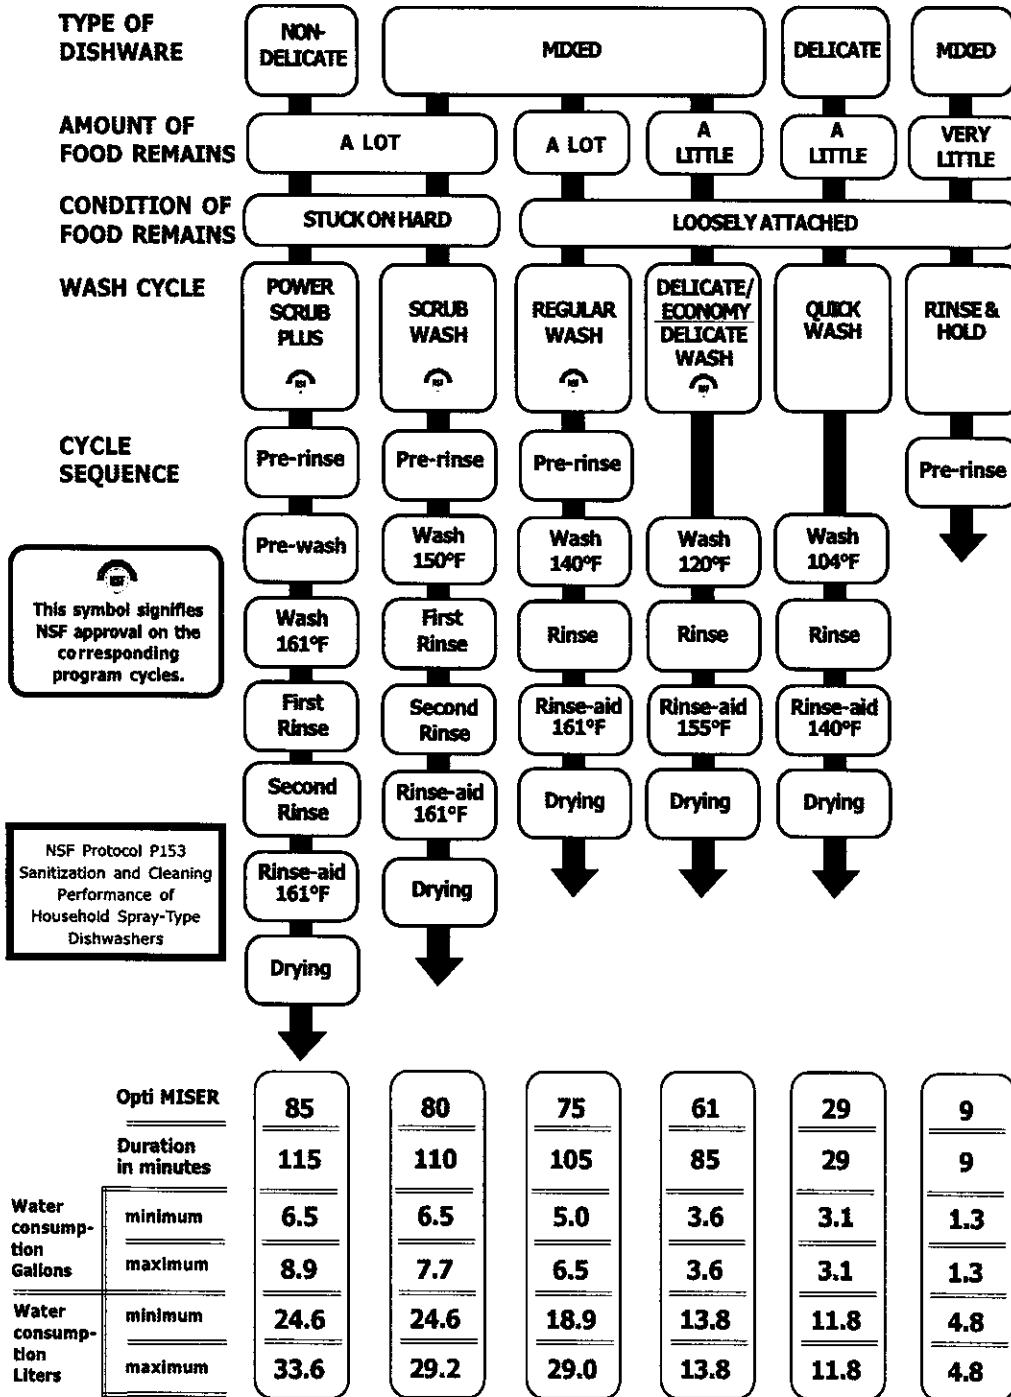 TYPE OF
DISHWARE
NON-
DELICATE
MIXED
DELICATE
MIXED
AMOUNT OF
FOOD REMAINS
A LOT
A LOT
A
LITTLE
A
LITTLE
VERY
LITTLE
CONDITION OF
FOOD REMAINS
STUCK ON HARD
LOOSELY ATTACHED
WASH CYCLE
POWER
SCRUB
PLUS
SCRUB
WASH
REGULAR
WASH
DELICATE/
ECONOMY
DELICATE
WASH
QUICK
WASH
RINSE &
HOLD
CYCLE
SEQUENCE
Pre-rinse
Pre-rinse
Pre-rinse
Pre-rinse
Pre-wash
Wash
150°F
Wash
140°F
Wash
120°F
Wash
104°F
NSF
This symbol signifies
NSF approval on the
corresponding
program cycles.
Wash
161°F
First
Rinse
Rinse
Rinse
Rinse
First
Rinse
Second
Rinse
Rinse-aid
161°F
Rinse-aid
155°F
Rinse-aid
140°F
Second
Rinse
Rinse-aid
161°F
Drying
Drying
Drying
NSF Protocol P153
Sanitization and Cleaning
Performance of
Household Spray-Type
Dishwashers
Rinse-aid
161°F
Drying
Drying
Opti MISER 85 80 75 61 29 9
Duration
in minutes 115 110 105 85 29 9
Water
consump-
tion
Gallons
minimum 6.5 6.5 5.0 3.6 3.1 1.3
maximum 8.9 7.7 6.5 3.6 3.1 1.3
Water
consump-
tion
Liters
minimum 24.6 24.6 18.9 13.8 11.8 4.8
maximum 33.6 29.2 29.0 13.8 11.8 4.8